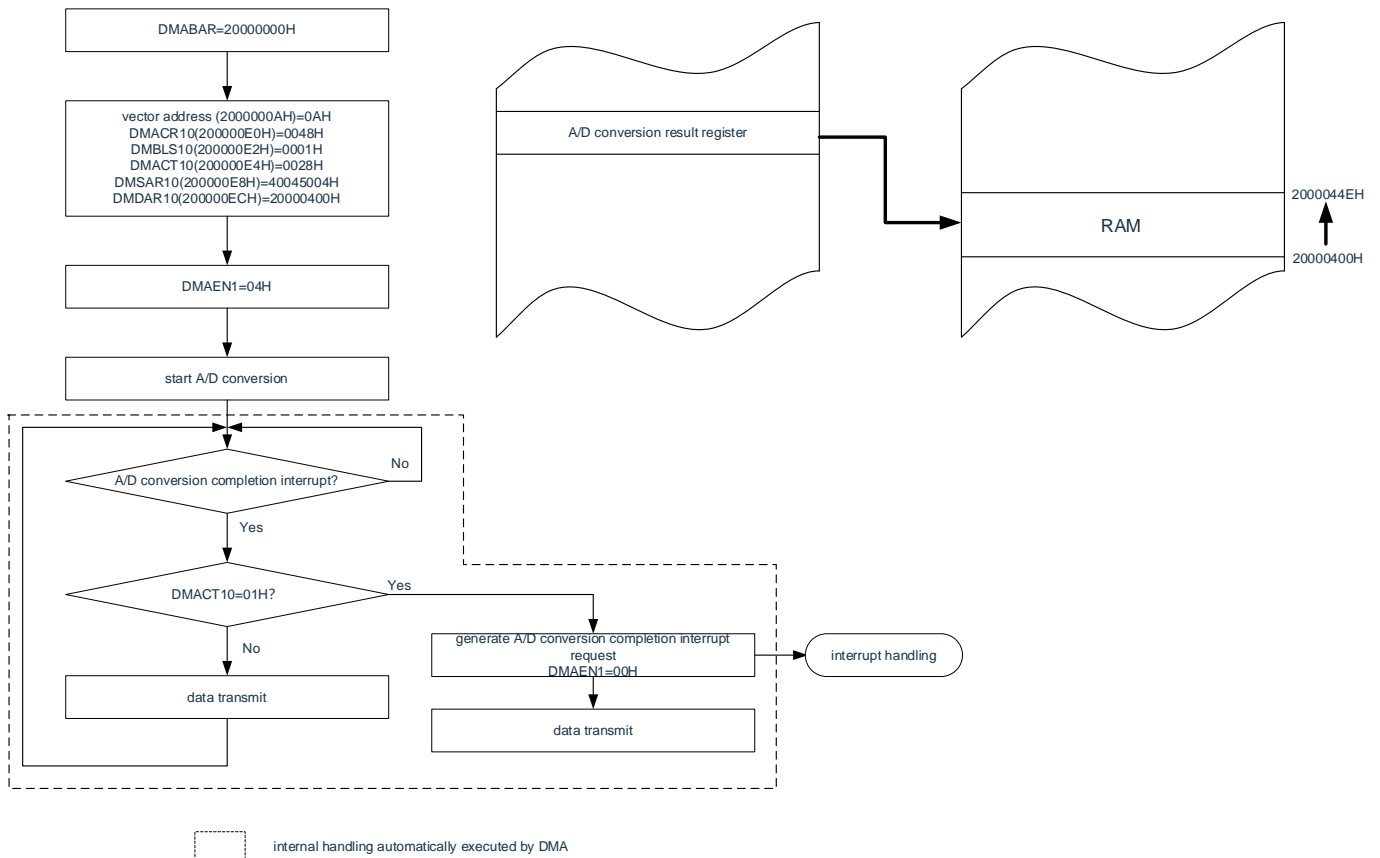 DMABAR=20000000H
vector address (2000000AH)=0AH
DMACR10(200000E0H)=0048H
DMBLS10(200000E2H)=0001H
DMACT10(200000E4H)=0028H
DMSAR10(200000E8H)=40045004H
DMDAR10(200000ECH)=20000400H
DMAEN1=04H
start A/D conversion
A/D conversion completion interrupt?
No
Yes
DMACT10=01H?
Yes
No
data transmit
generate A/D conversion completion interrupt
request
DMAEN1=00H
data transmit
interrupt handling
A/D conversion result register
RAM
2000044EH
20000400H
internal handling automatically executed by DMA